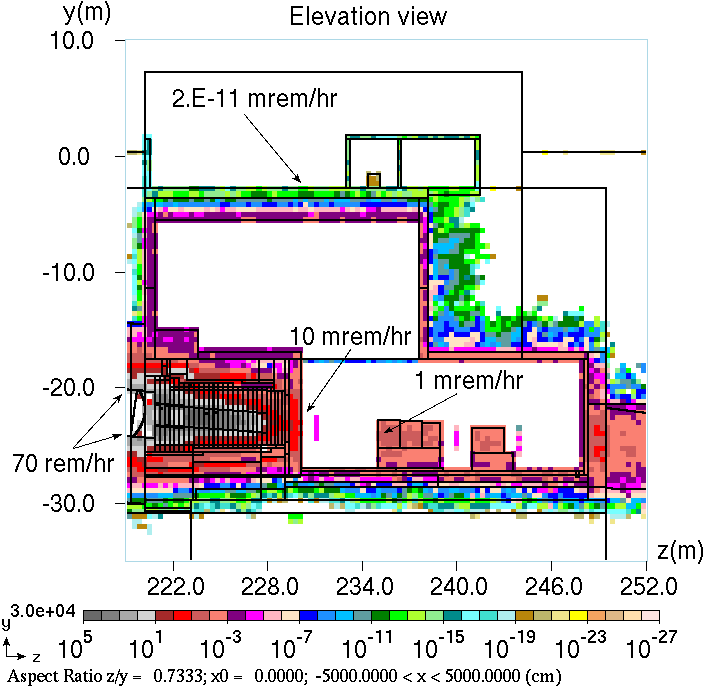 Elevation view
y(m)
10.0
2.E-11 mrem/hr
0.0
-10.0
10 mrem/hr
-20.0
1 mrem/hr
70 rem/hr
-30.0
z(m)
222.0 228.0 234.0 240.0 246.0 252.0
3.0e+04
10^5 10^1 10^-3 10^-7 10^-11 10^-15 10^-19 10^-23 10^-27
y
z
Aspect Ratio z/y = 0.7333; x0 = 0.0000; -5000.0000 < x < 5000.0000 (cm)